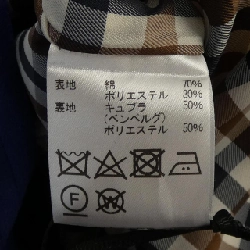 表地 綿 70%
ポリエステル 30%
裏地 キュプラ 50%
(ベンベルグ)
ポリエステル 50%
F W